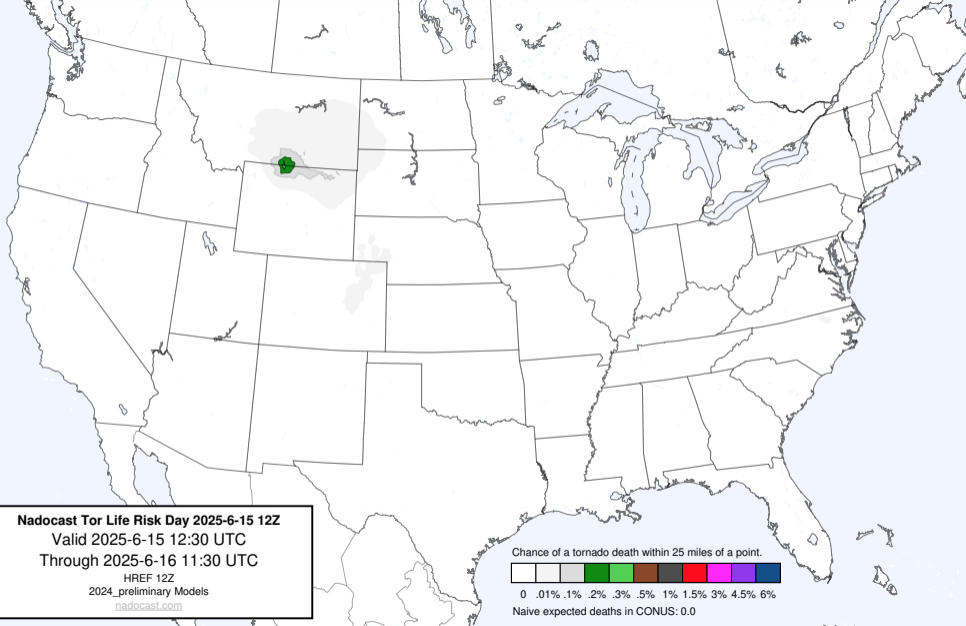 Nadocast Tor Life Risk Day 2025-6-15 12Z
Valid 2025-6-15 12:30 UTC
Through 2025-6-16 11:30 UTC
HREF 12Z
2024_preliminary Models
nadocast.com
Chance of a tornado death within 25 miles of a point.
0 .01% .1% .2% .3% .5% 1% 1.5% 3% 4.5% 6%
Naive expected deaths in CONUS: 0.0